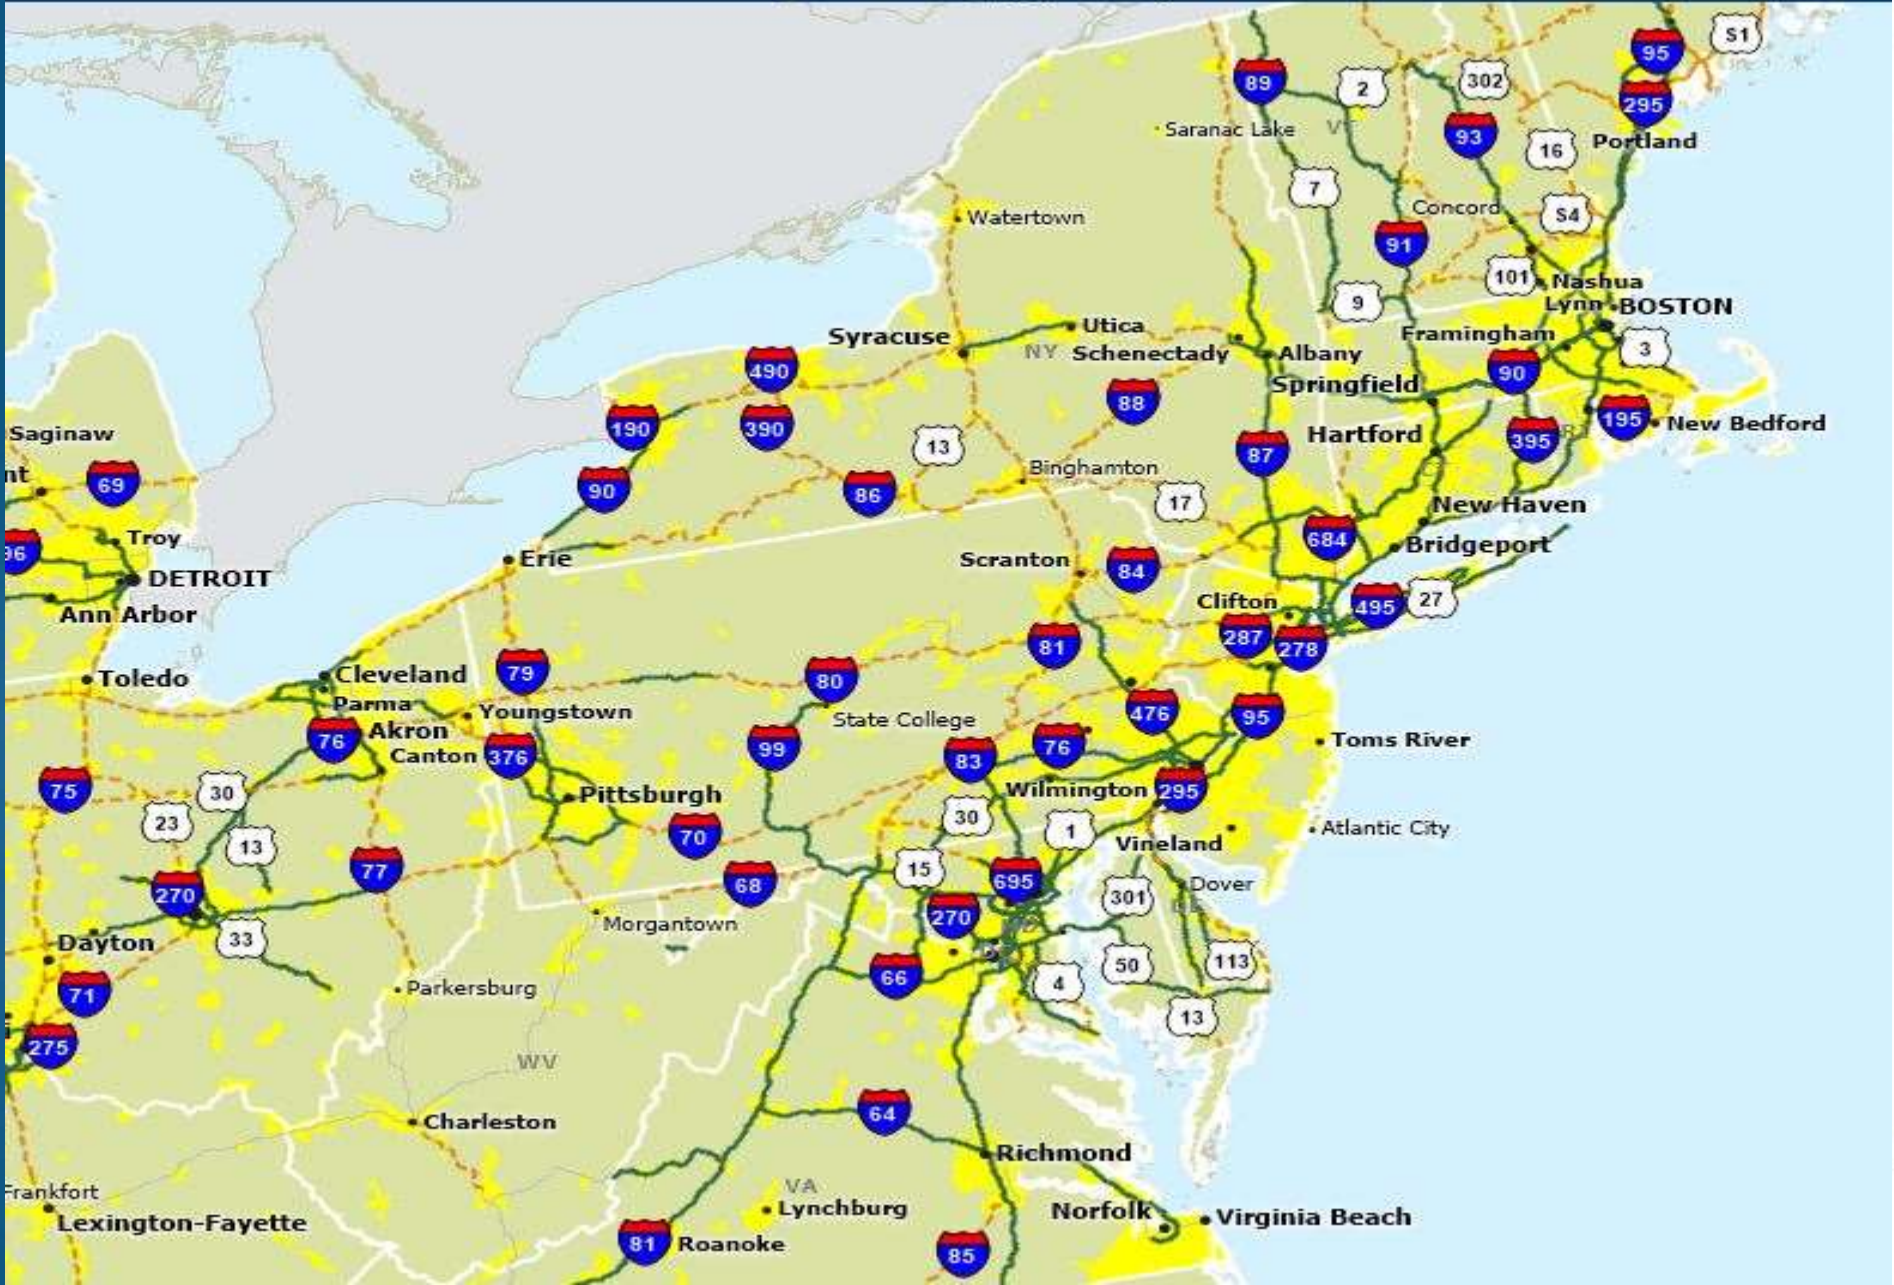 S1
95
89
2
302
295
93
Saranac Lake
VT
16
Portland
7
Concord
S4
Watertown
91
101
Nashua
9
Lynn
BOSTON
Utica
Syracuse
Framingham
3
NY
Schenectady
Albany
490
90
Springfield
88
190
390
195
New Bedford
Saginaw
Hartford
395
13
87
Binghamton
nt
69
90
86
17
New Haven
Troy
684
Bridgeport
96
Erie
Scranton
84
DETROIT
Clifton
495
27
Ann Arbor
287
278
81
Cleveland
79
80
Toledo
Parma
Youngstown
State College
476
95
Akron
76
Canton
376
99
83
76
Toms River
75
30
Pittsburgh
Wilmington
295
23
70
30
1
Atlantic City
13
Vineland
77
15
68
695
Dover
270
301
270
Morgantown
33
Dayton
50
113
66
4
71
Parkersburg
13
i
275
WV
64
Charleston
Richmond
VA
Frankfort
Lynchburg
Norfolk
Virginia Beach
Lexington-Fayette
81
Roanoke
85